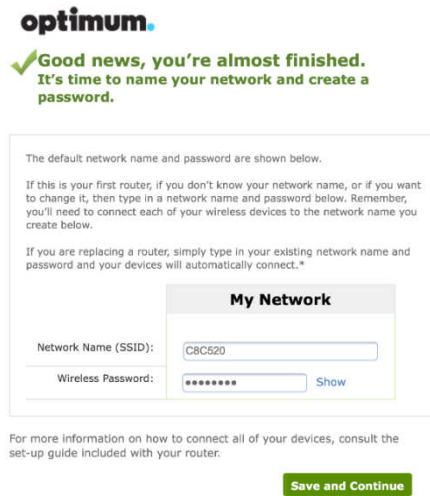 optimum.
Good news, you're almost finished.
It's time to name your network and create a
password.
The default network name and password are shown below.
If this is your first router, if you don't know your network name, or if you want
to change it, then type in a network name and password below. Remember,
you'll need to connect each of your wireless devices to the network name you
create below.
If you are replacing a router, simply type in your existing network name and
password and your devices will automatically connect.*
My Network
Network Name (SSID): C8C520
Wireless Password: •••••••• Show
For more information on how to connect all of your devices, consult the
set-up guide included with your router.
Save and Continue